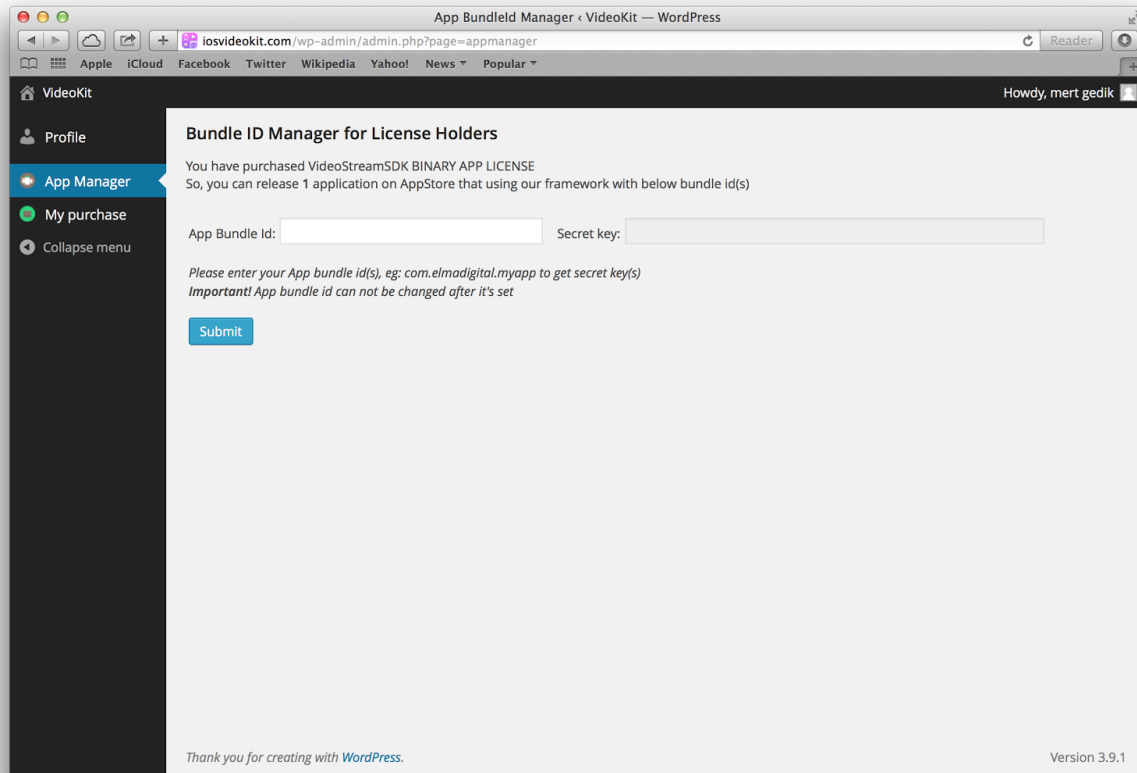 App BundleId Manager ‹ VideoKit — WordPress
iosvideokit.com/wp-admin/admin.php?page=appmanager
Reader
Apple iCloud Facebook Twitter Wikipedia Yahoo! News Popular
VideoKit
Howdy, mert gedik
Profile
App Manager
My purchase
Collapse menu
Bundle ID Manager for License Holders
You have purchased VideoStreamSDK BINARY APP LICENSE
So, you can release 1 application on AppStore that using our framework with below bundle id(s)
App Bundle Id: Secret key:
Please enter your App bundle id(s), eg: com.elmadigital.myapp to get secret key(s)
Important! App bundle id can not be changed after it's set
Submit
Thank you for creating with WordPress.
Version 3.9.1